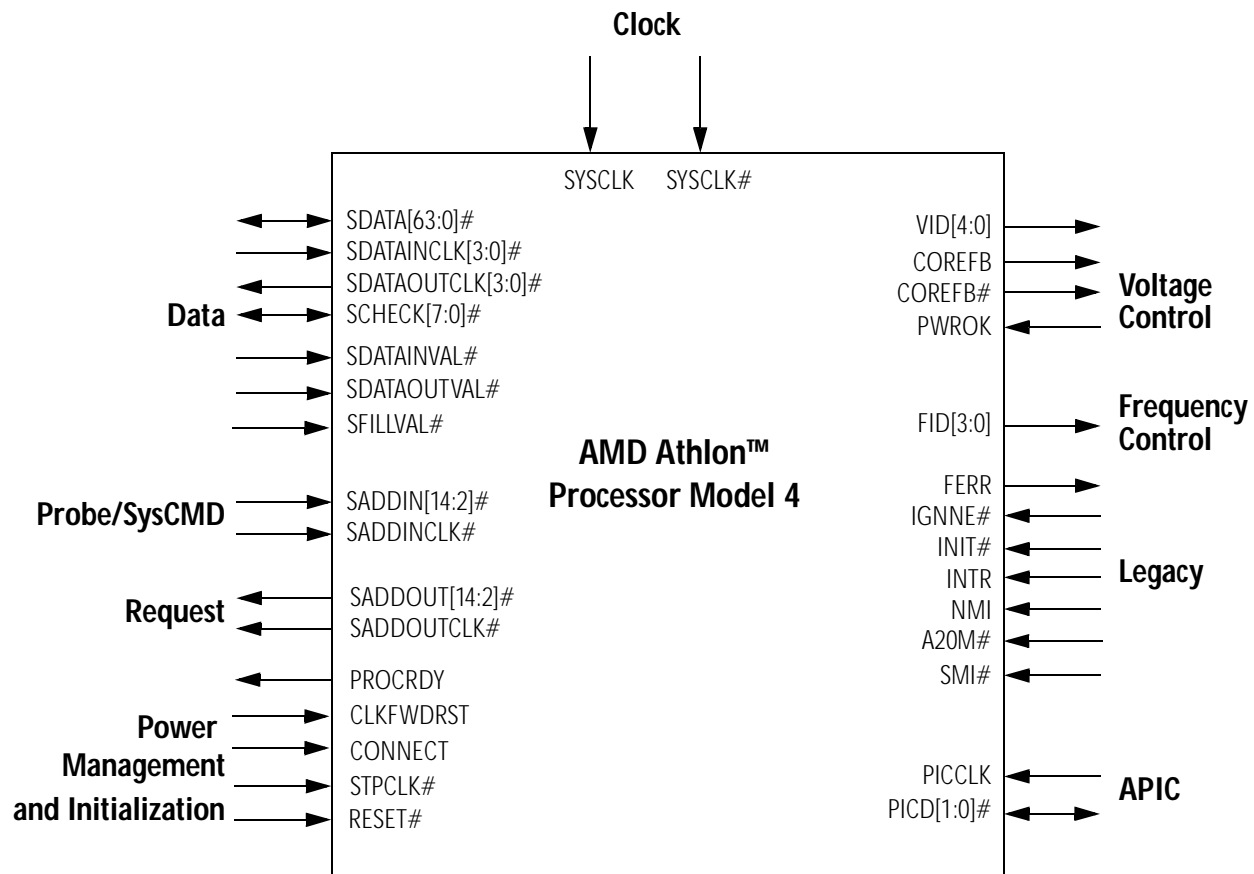 Clock
SYSCLK SYSCLK#
Data
SDATA[63:0]#
SDATAINCLK[3:0]#
SDATAOUTCLK[3:0]#
SCHECK[7:0]#
SDATAINVAL#
SDATAOUTVAL#
SFILLVAL#
Probe/SysCMD
SADDIN[14:2]#
SADDINCLK#
Request
SADDOUT[14:2]#
SADDOUTCLK#
Power
Management
and Initialization
PROCRDY
CLKFWDRST
CONNECT
STPCLK#
RESET#
AMD Athlon™
Processor Model 4
VID[4:0]
COREFB
COREFB#
PWROK
Voltage
Control
FID[3:0]
Frequency
Control
FERR
IGNNE#
INIT#
INTR
NMI
A20M#
SMI#
Legacy
PICCLK
PICD[1:0]#
APIC